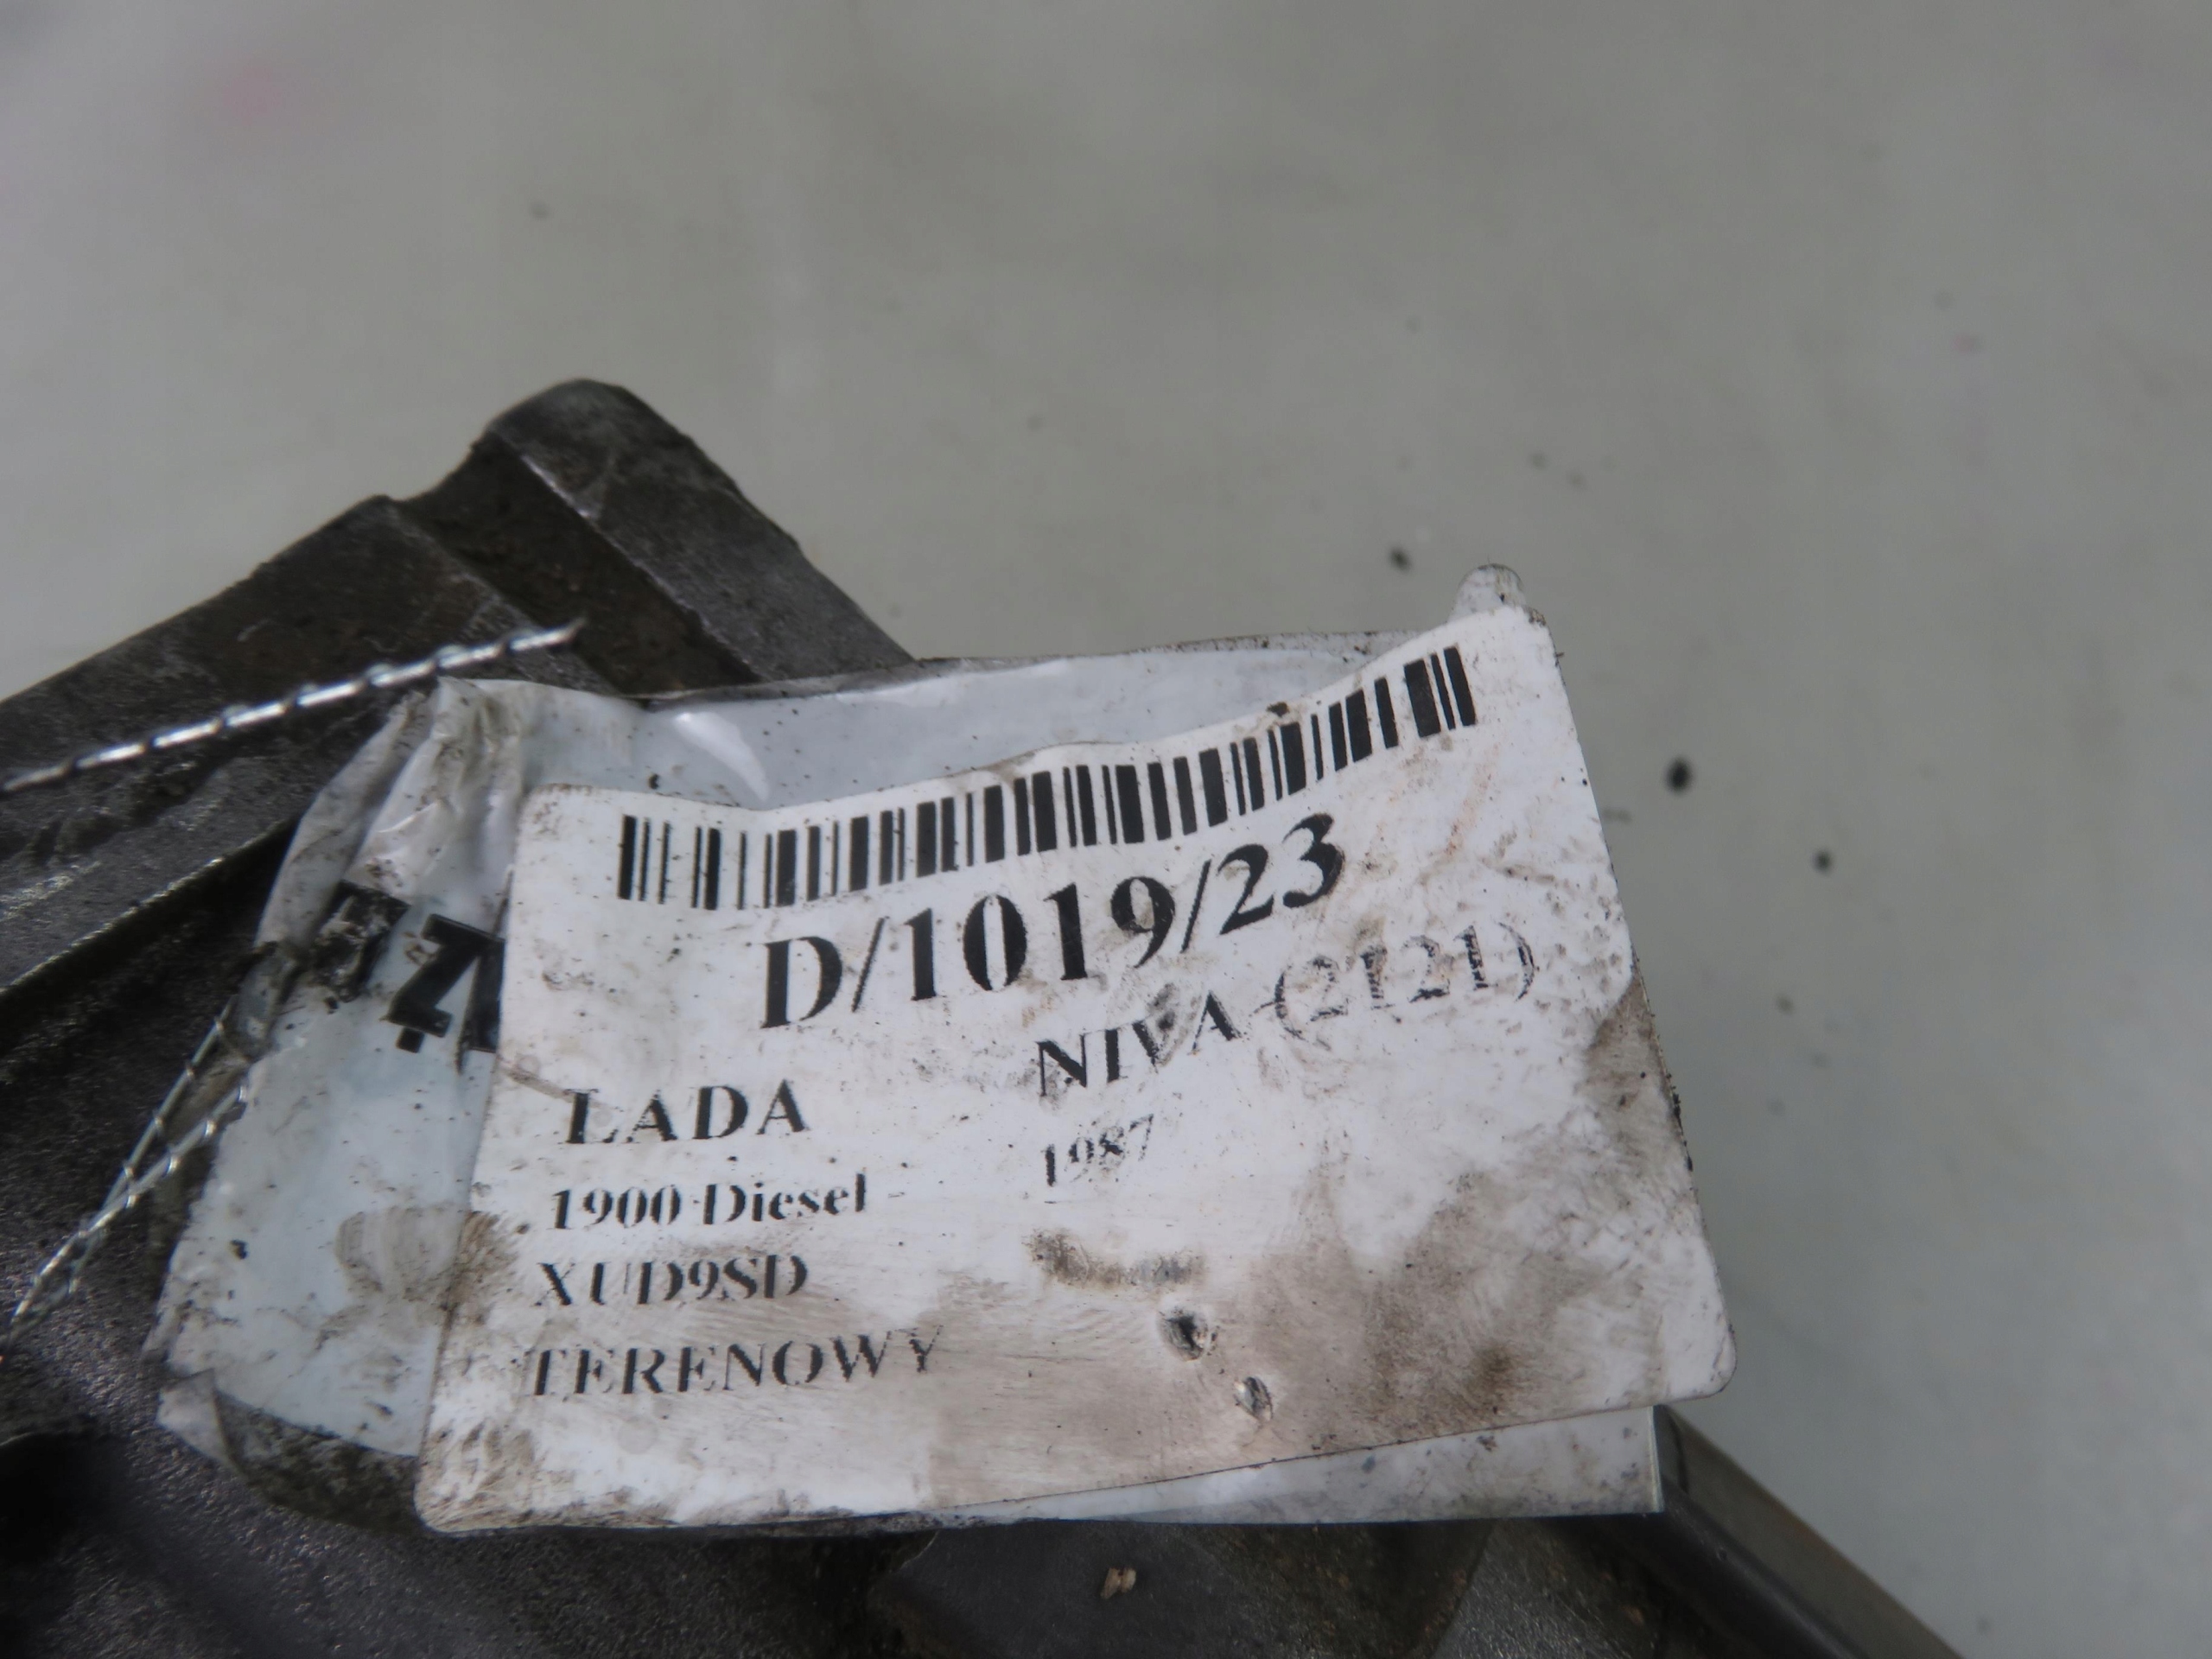 D/1019/23
LADA NIVA (2121)
1900 Diesel 1987
XUD9SD
TERENOWY